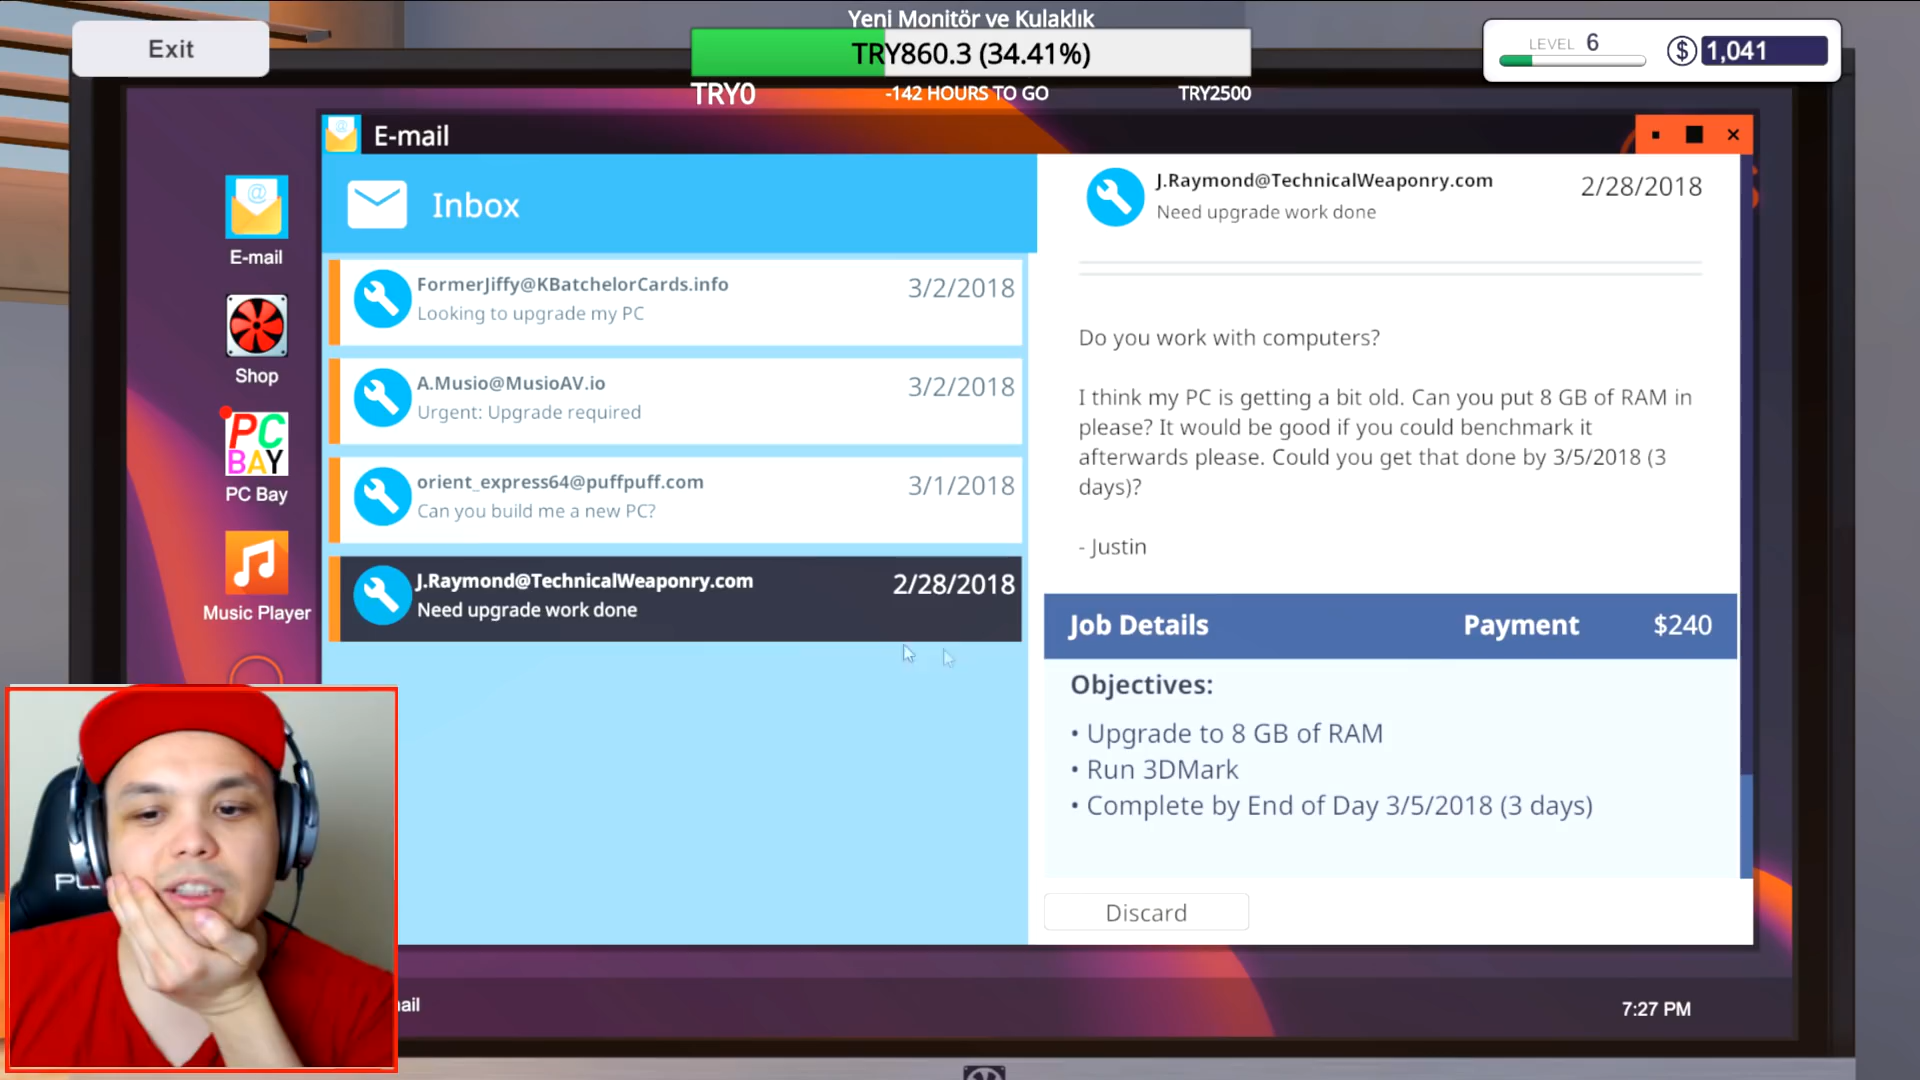 Exit
Yeni Monitör ve Kulaklık
TRY860.3 (34.41%)
TRY0
-142 HOURS TO GO
TRY2500
LEVEL 6
$ 1,041
E-mail
E-mail
Shop
PC
BAY
PC Bay
Music Player
Inbox
FormerJiffy@KBatchelorCards.info
3/2/2018
Looking to upgrade my PC
A.Musio@MusioAV.io
3/2/2018
Urgent: Upgrade required
orient_express64@puffpuff.com
3/1/2018
Can you build me a new PC?
J.Raymond@TechnicalWeaponry.com
2/28/2018
Need upgrade work done
J.Raymond@TechnicalWeaponry.com
2/28/2018
Need upgrade work done
Do you work with computers?
I think my PC is getting a bit old. Can you put 8 GB of RAM in
please? It would be good if you could benchmark it
afterwards please. Could you get that done by 3/5/2018 (3
days)?
- Justin
Job Details
Payment
$240
Objectives:
• Upgrade to 8 GB of RAM
• Run 3DMark
• Complete by End of Day 3/5/2018 (3 days)
Discard
7:27 PM